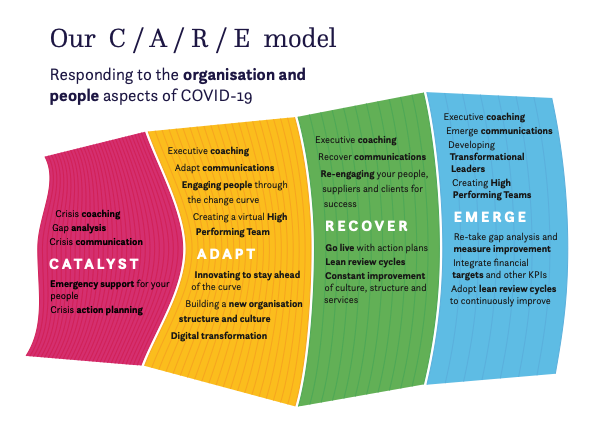 Our C / A / R / E model
Responding to the organisation and
people aspects of COVID-19
Crisis coaching
Gap analysis
Crisis communication
CATALYST
Emergency support for your
people
Crisis action planning
Executive coaching
Adapt communications
Engaging people through
the change curve
Creating a virtual High
Performing Team
ADAPT
Innovating to stay ahead
of the curve
Building a new organisation
structure and culture
Digital transformation
Executive coaching
Recover communications
Re-engaging your people,
suppliers and clients for
success
RECOVER
Go live with action plans
Lean review cycles
Constant improvement
of culture, structure and
services
Executive coaching
Emerge communications
Developing
Transformational
Leaders
Creating High
Performing Teams
EMERGE
Re-take gap analysis and
measure improvement
Integrate financial
targets and other KPIs
Adopt lean review cycles
to continuously improve